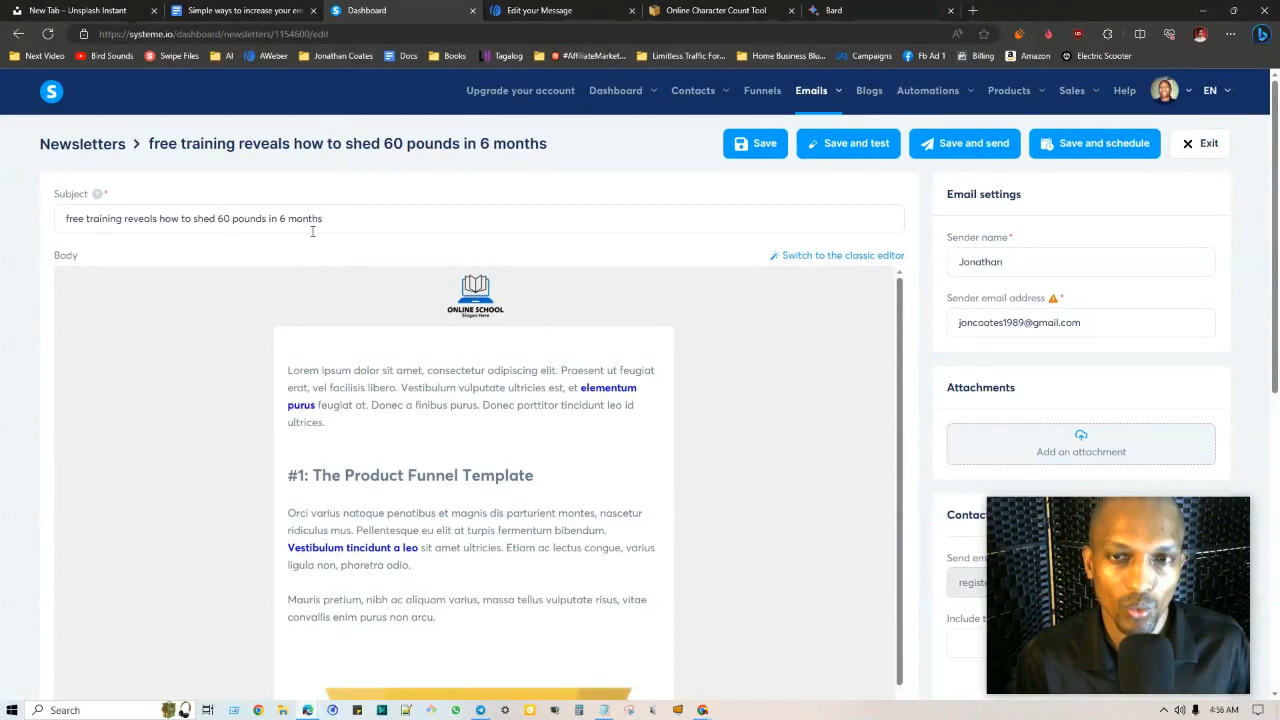 New Tab – Unsplash Instant
Simple ways to increase your em
Dashboard
Edit your Message
Online Character Count Tool
Bard
https://systeme.io/dashboard/newsletters/1154600/edit
Next Video
Bird Sounds
Swipe Files
AI
AWeber
Jonathan Coates
Docs
Books
Tagalog
#AffiliateMarket...
Limitless Traffic For...
Home Business Blu...
Campaigns
Fb Ad 1
Billing
Amazon
Electric Scooter
S
Upgrade your account
Dashboard
Contacts
Funnels
Emails
Blogs
Automations
Products
Sales
Help
EN
Newsletters > free training reveals how to shed 60 pounds in 6 months
Save
Save and test
Save and send
Save and schedule
Exit
Subject ? *
free training reveals how to shed 60 pounds in 6 months
Body
Switch to the classic editor
ONLINE SCHOOL
Slogan Here
Lorem ipsum dolor sit amet, consectetur adipiscing elit. Praesent ut feugiat
erat, vel facilisis libero. Vestibulum vulputate ultricies est, et elementum
purus feugiat at. Donec a finibus purus. Donec porttitor tincidunt leo id
ultrices.
#1: The Product Funnel Template
Orci varius natoque penatibus et magnis dis parturient montes, nascetur
ridiculus mus. Pellentesque eu elit at turpis fermentum bibendum.
Vestibulum tincidunt a leo sit amet ultricies. Etiam ac lectus congue, varius
ligula non, pharetra odio.
Mauris pretium, nibh ac aliquam varius, massa tellus vulputate risus, vitae
convallis enim purus non arcu.
Email settings
Sender name*
Jonathan
Sender email address *
joncoates1989@gmail.com
Attachments
Add an attachment
Contac
Send em
registe
Include t
Search
4:56 AM